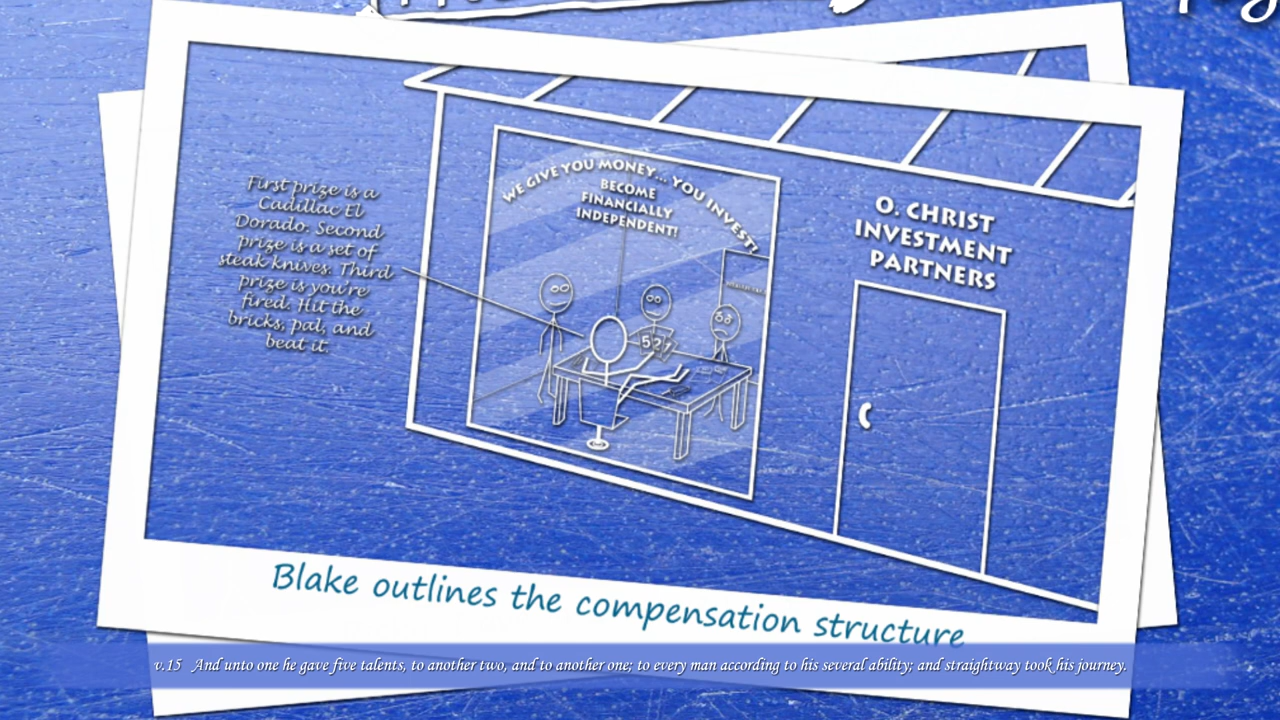 First prize is a
Cadillac El
Dorado. Second
prize is a set of
steak knives. Third
prize is you're
fired. Hit the
bricks, pal, and
beat it.
WE GIVE YOU MONEY... YOU INVEST!
BECOME
FINANCIALLY
INDEPENDENT!
O. CHRIST
INVESTMENT
PARTNERS
5 2 1
Blake outlines the compensation structure
v.15 And unto one he gave five talents, to another two, and to another one; to every man according to his several ability; and straightway took his journey.